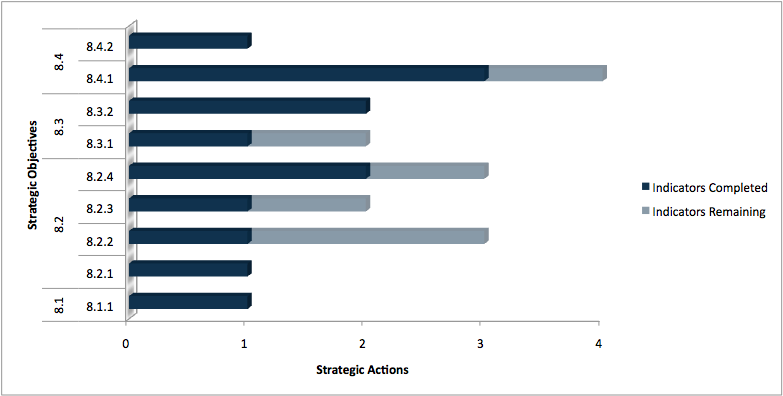 Strategic Objectives
8.4
8.4.2
8.4.1
8.3
8.3.2
8.3.1
8.2
8.2.4
8.2.3
8.2.2
8.2.1
8.1
8.1.1
0 1 2 3 4
Strategic Actions
Indicators Completed
Indicators Remaining